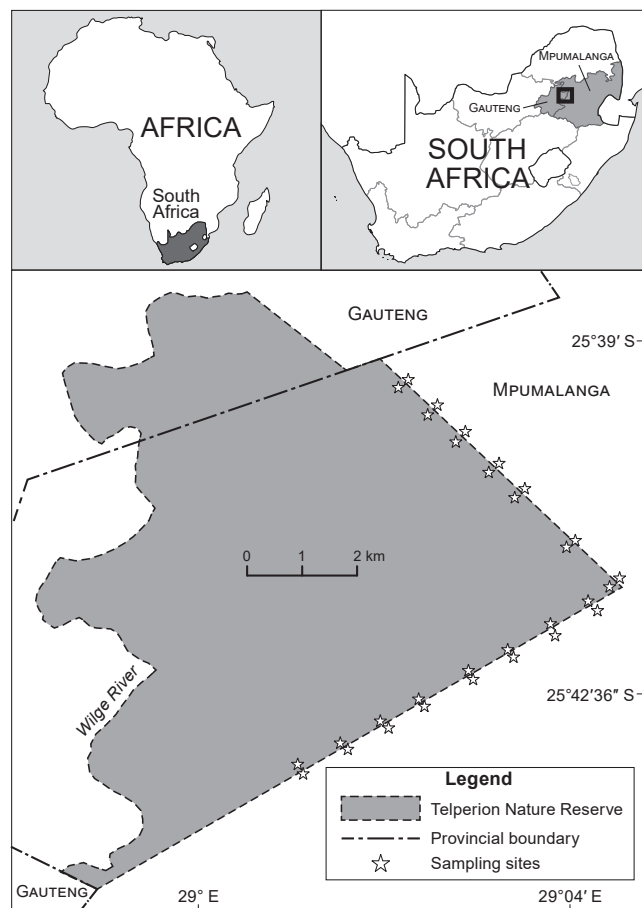 AFRICA
South
Africa
MPUMALANGA
GAUTENG
SOUTH
AFRICA
GAUTENG
25°39′ S
MPUMALANGA
0 1 2 km
Wilge River
25°42′36″ S
Legend
Telperion Nature Reserve
Provincial boundary
Sampling sites
GAUTENG
29° E
29°04′ E